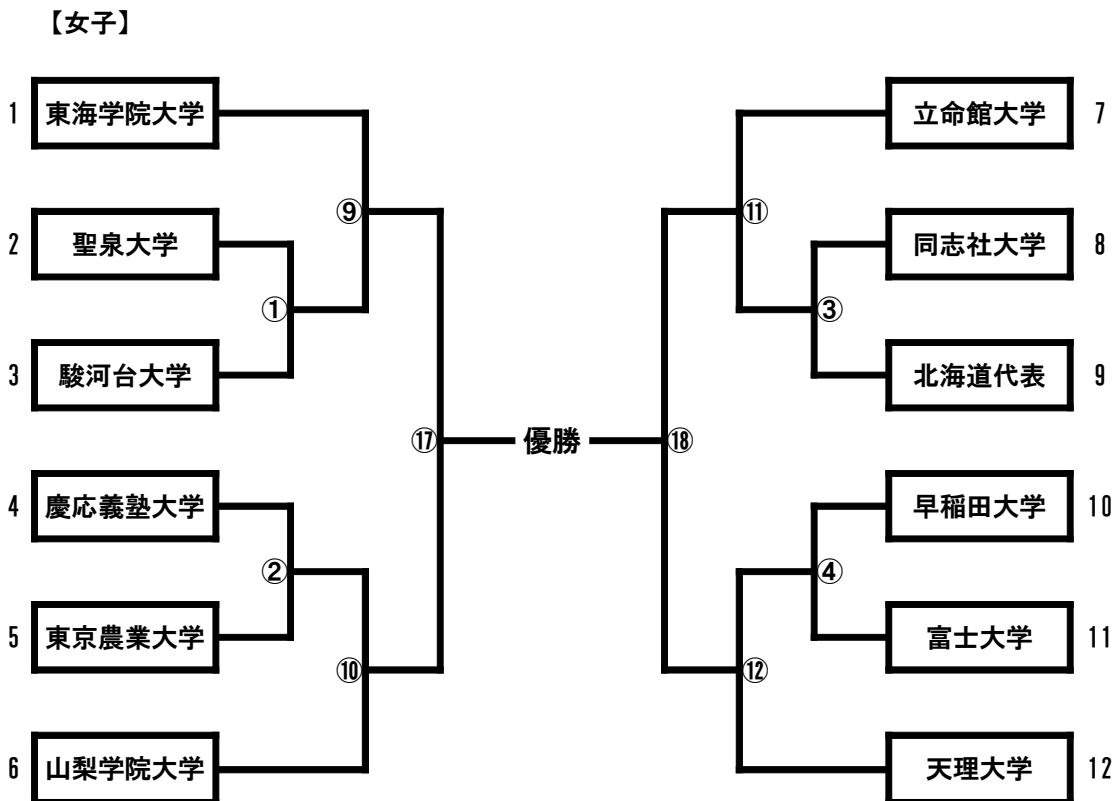 【女子】
1 東海学院大学
立命館大学 7
⑨
⑪
2 聖泉大学
同志社大学 8
①
③
3 駿河台大学
北海道代表 9
⑰ 優勝 ⑱
4 慶応義塾大学
早稲田大学 10
②
④
5 東京農業大学
富士大学 11
⑩
⑫
6 山梨学院大学
天理大学 12